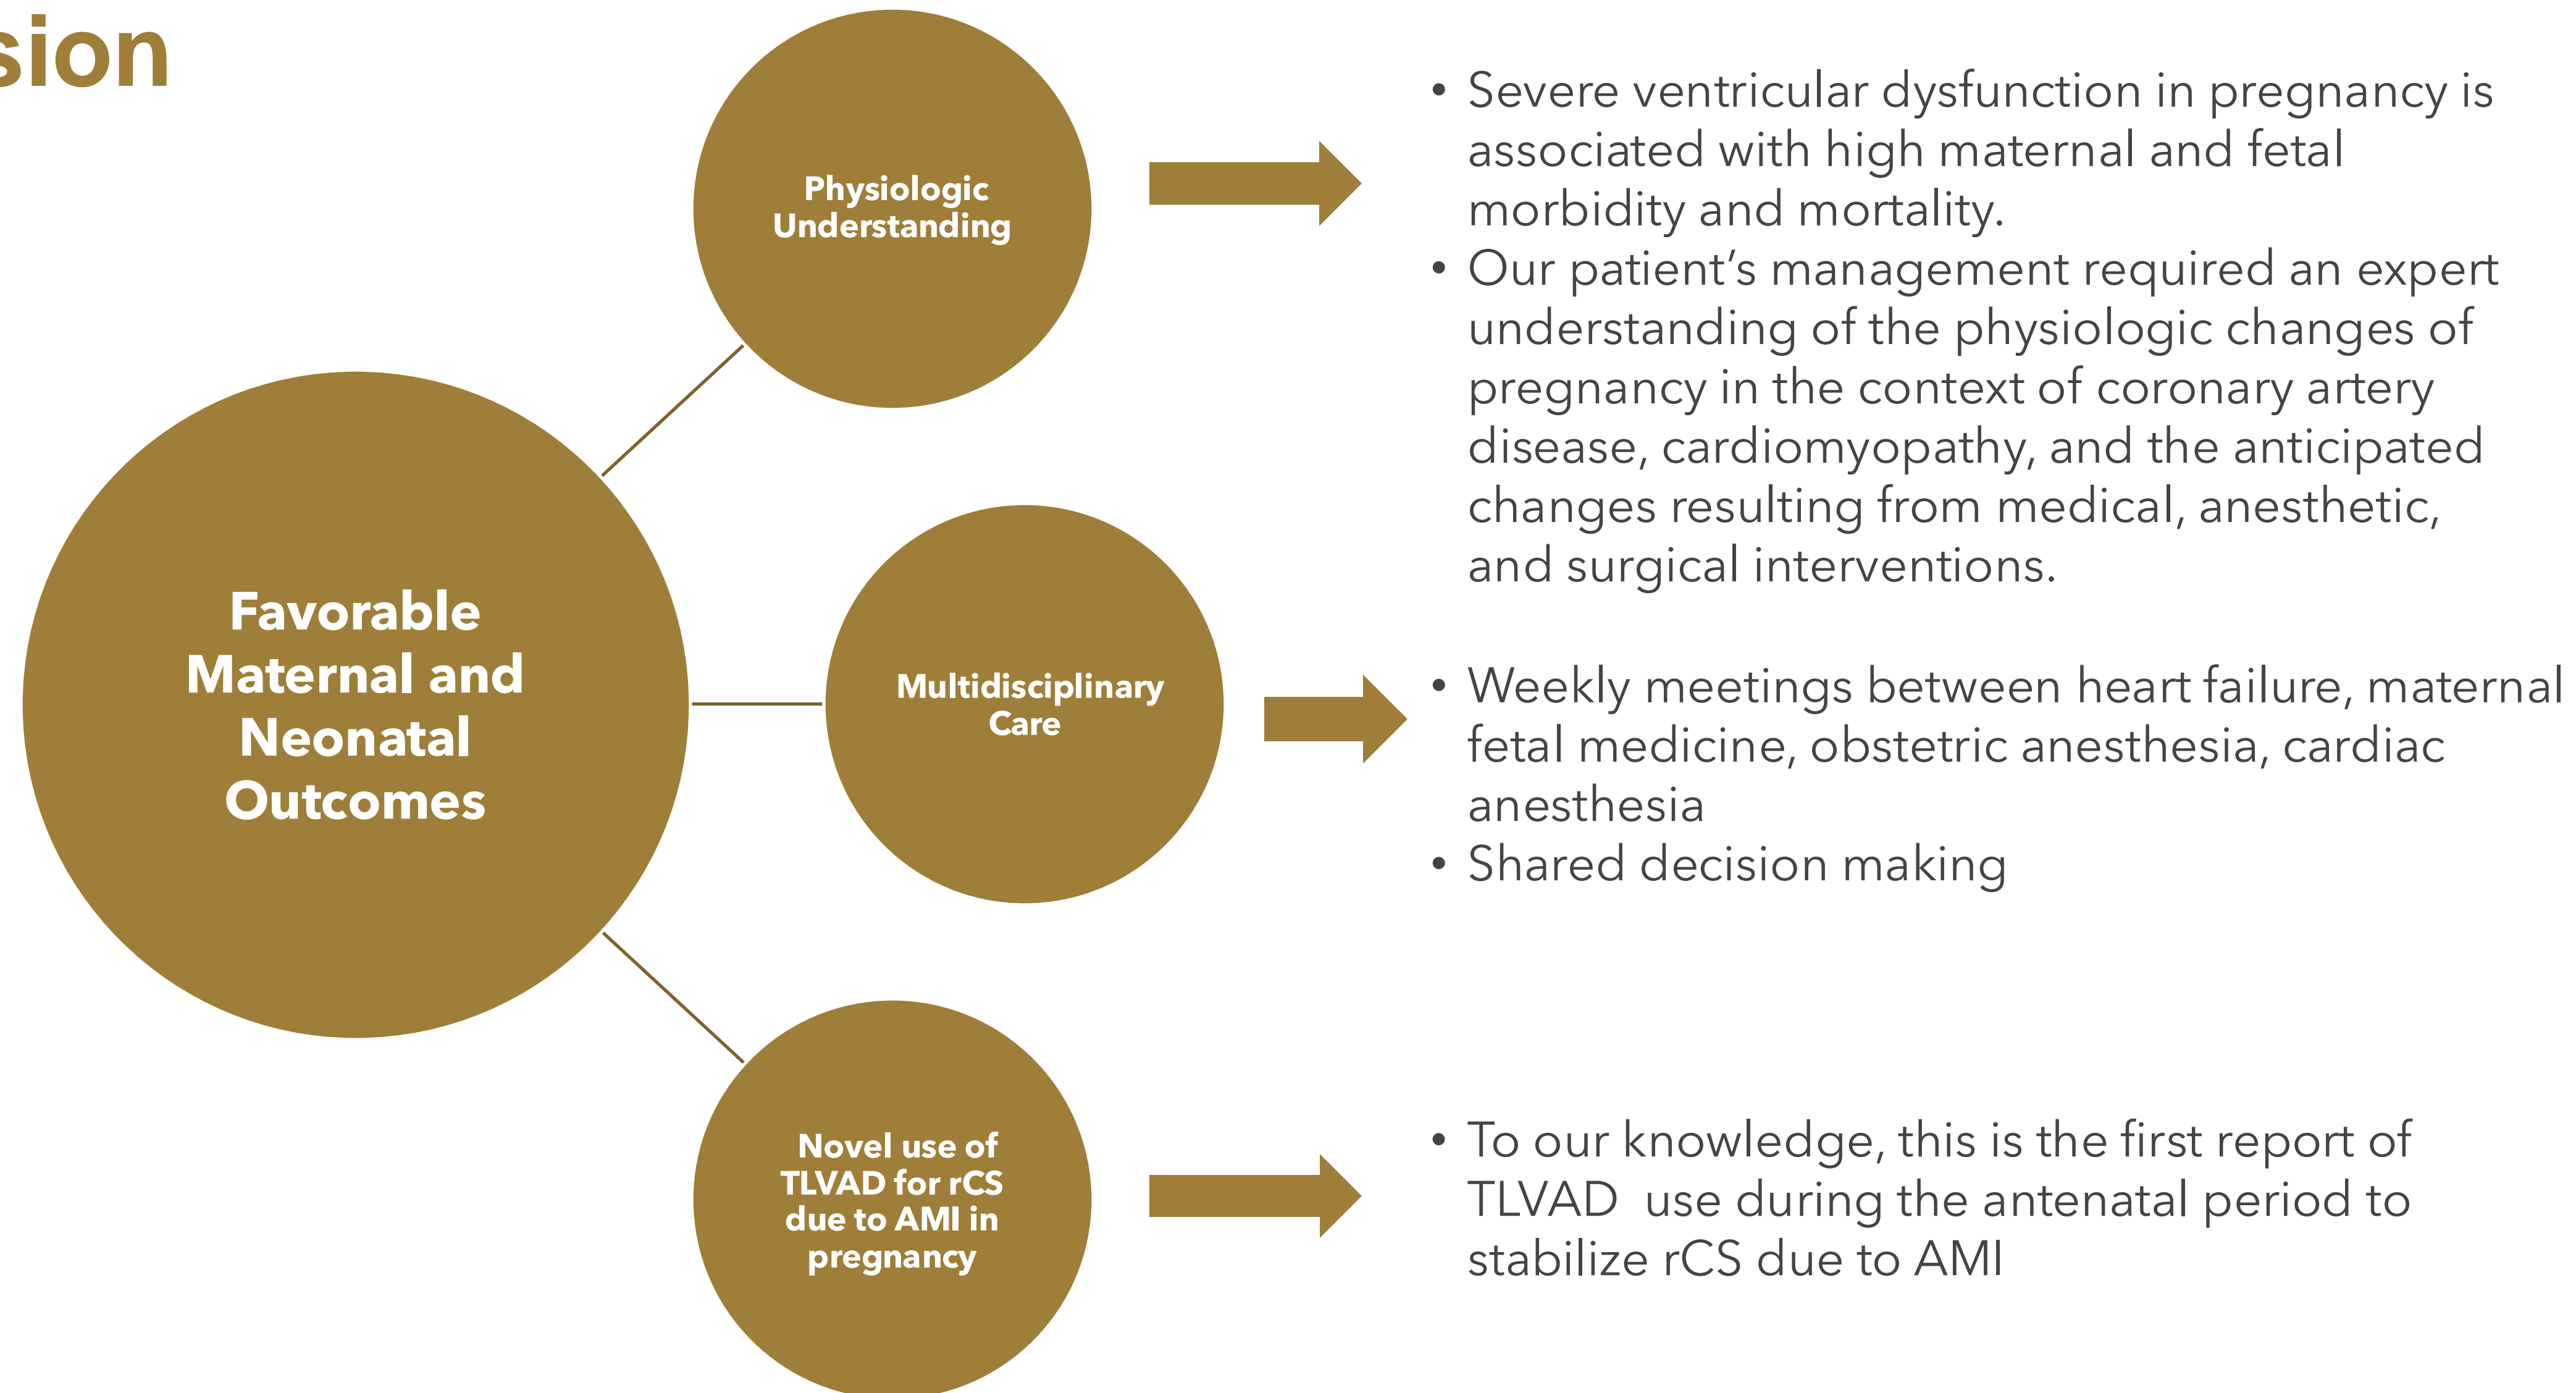 sion
Physiologic
Understanding
• Severe ventricular dysfunction in pregnancy is
associated with high maternal and fetal
morbidity and mortality.
• Our patient’s management required an expert
understanding of the physiologic changes of
pregnancy in the context of coronary artery
disease, cardiomyopathy, and the anticipated
changes resulting from medical, anesthetic,
and surgical interventions.
Favorable
Maternal and
Neonatal
Outcomes
Multidisciplinary
Care
• Weekly meetings between heart failure, maternal
fetal medicine, obstetric anesthesia, cardiac
anesthesia
• Shared decision making
Novel use of
TLVAD for rCS
due to AMI in
pregnancy
• To our knowledge, this is the first report of
TLVAD  use during the antenatal period to
stabilize rCS due to AMI